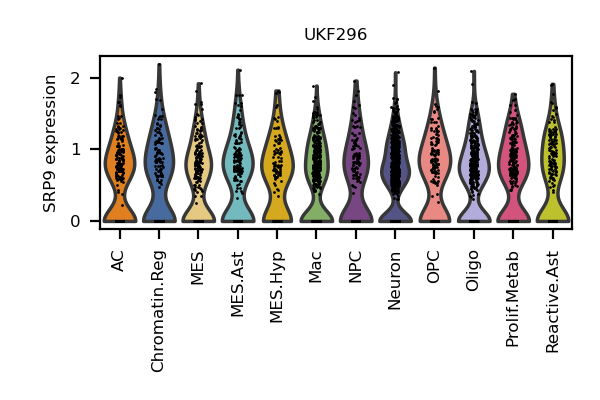 UKF296
SRP9 expression
2
1
0
AC
Chromatin.Reg
MES
MES.Ast
MES.Hyp
Mac
NPC
Neuron
OPC
Oligo
Prolif.Metab
Reactive.Ast